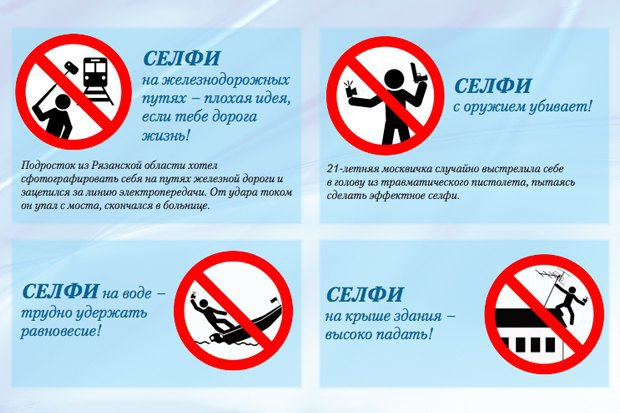 СЕЛФИ
на железнодорожных
путях – плохая идея,
если тебе дорога
жизнь!
Подросток из Рязанской области хотел
сфотографировать себя на путях железной дороги и
зацепился за линию электропередачи. От удара током
он упал с моста, скончался в больнице.
СЕЛФИ
с оружием убивает!
21-летняя москвичка случайно выстрелила себе
в голову из травматического пистолета, пытаясь
сделать эффектное селфи.
СЕЛФИ на воде –
трудно удержать
равновесие!
СЕЛФИ
на крыше здания –
высоко падать!